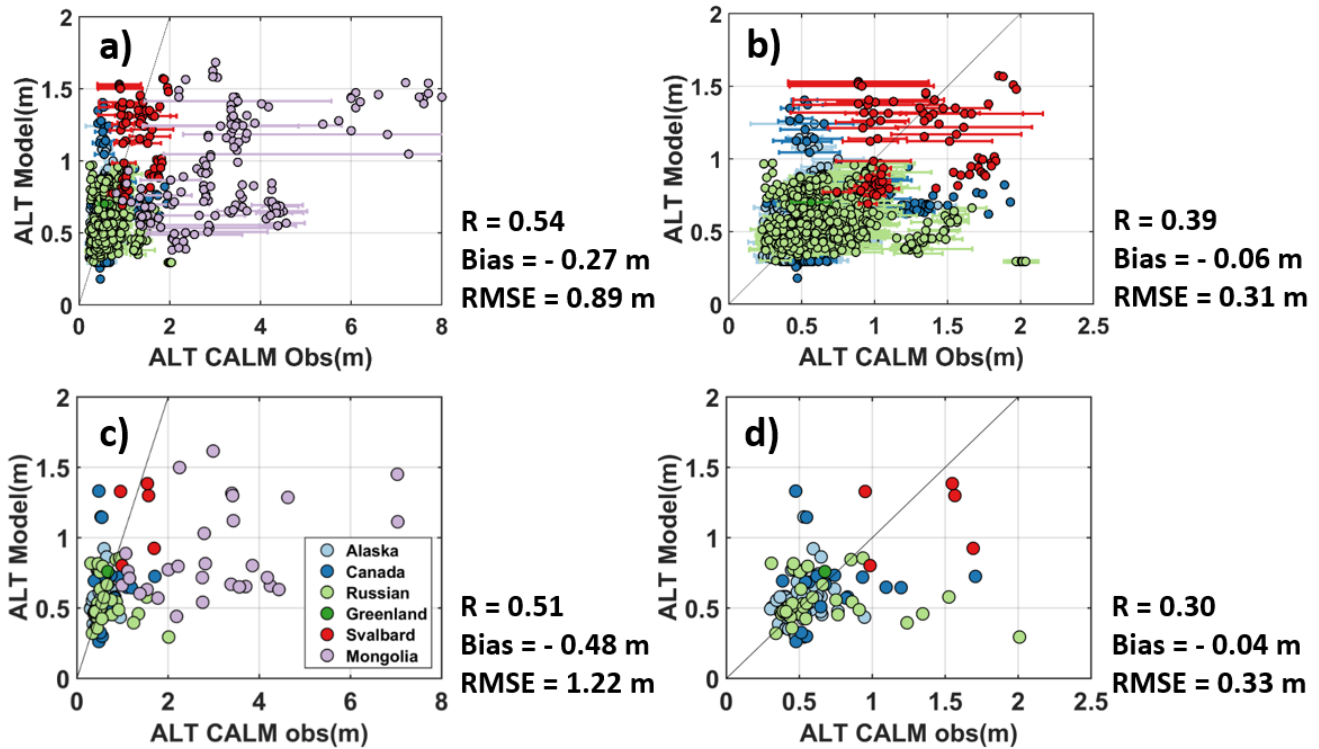 a)
ALT Model(m)
2
1.5
1
0.5
0
0 2 4 6 8
ALT CALM Obs(m)
R = 0.54
Bias = - 0.27 m
RMSE = 0.89 m
b)
ALT Model(m)
2
1.5
1
0.5
0
0 0.5 1 1.5 2 2.5
ALT CALM Obs(m)
R = 0.39
Bias = - 0.06 m
RMSE = 0.31 m
c)
ALT Model(m)
2
1.5
1
0.5
0
0 2 4 6 8
ALT CALM obs(m)
Alaska
Canada
Russian
Greenland
Svalbard
Mongolia
R = 0.51
Bias = - 0.48 m
RMSE = 1.22 m
d)
ALT Model(m)
2
1.5
1
0.5
0
0 0.5 1 1.5 2 2.5
ALT CALM obs(m)
R = 0.30
Bias = - 0.04 m
RMSE = 0.33 m